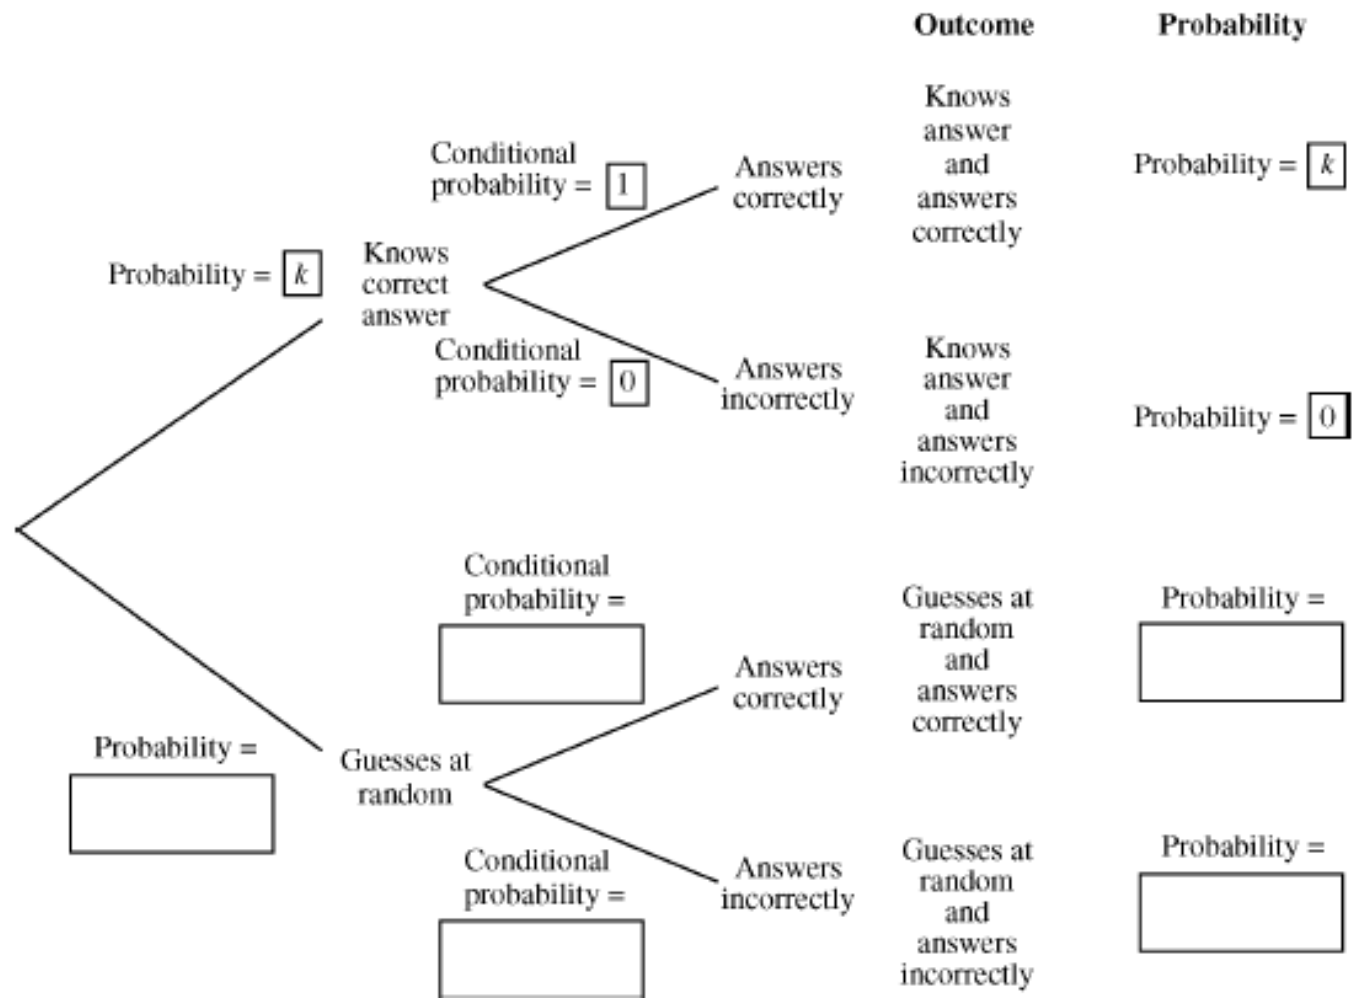 Outcome Probability
Knows
answer
and
answers
correctly
Conditional
probability = 1
Answers
correctly
Probability = k
Probability = k
Knows
correct
answer
Conditional
probability = 0
Answers
incorrectly
Knows
answer
and
answers
incorrectly
Probability = 0
Conditional
probability =
Answers
correctly
Guesses at
random
and
answers
correctly
Probability =
Probability =
Guesses at
random
Conditional
probability =
Answers
incorrectly
Guesses at
random
and
answers
incorrectly
Probability =